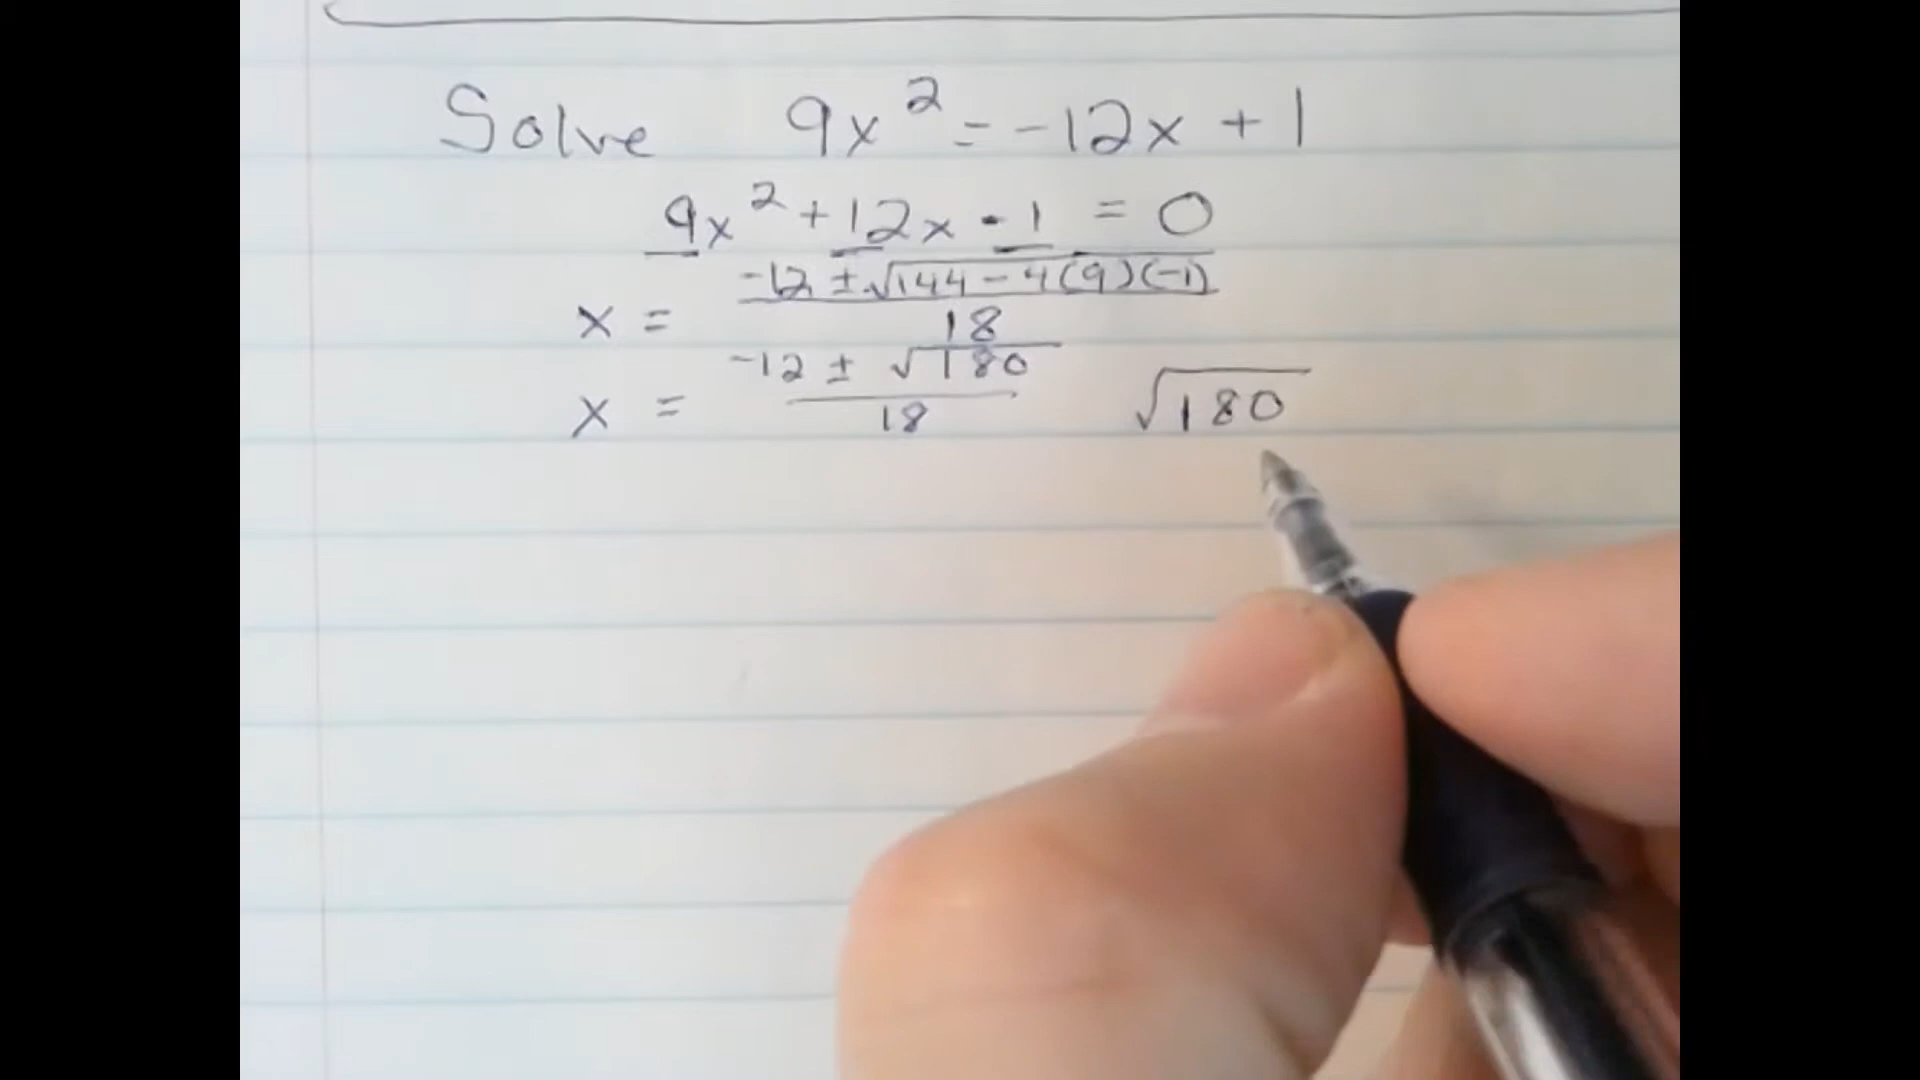 Solve 9x² = -12x + 1
9x² + 12x - 1 = 0
x = (-12 ± √(144 - 4(9)(-1)))/18
x = (-12 ± √180)/18 √180